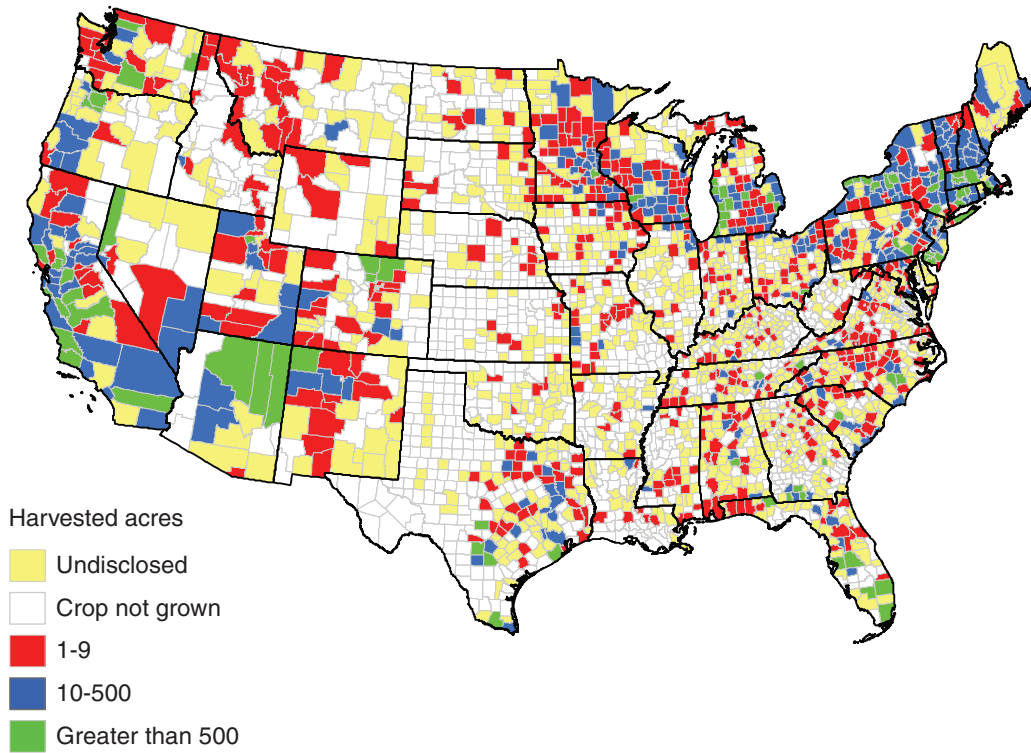 Harvested acres
Undisclosed
Crop not grown
1-9
10-500
Greater than 500